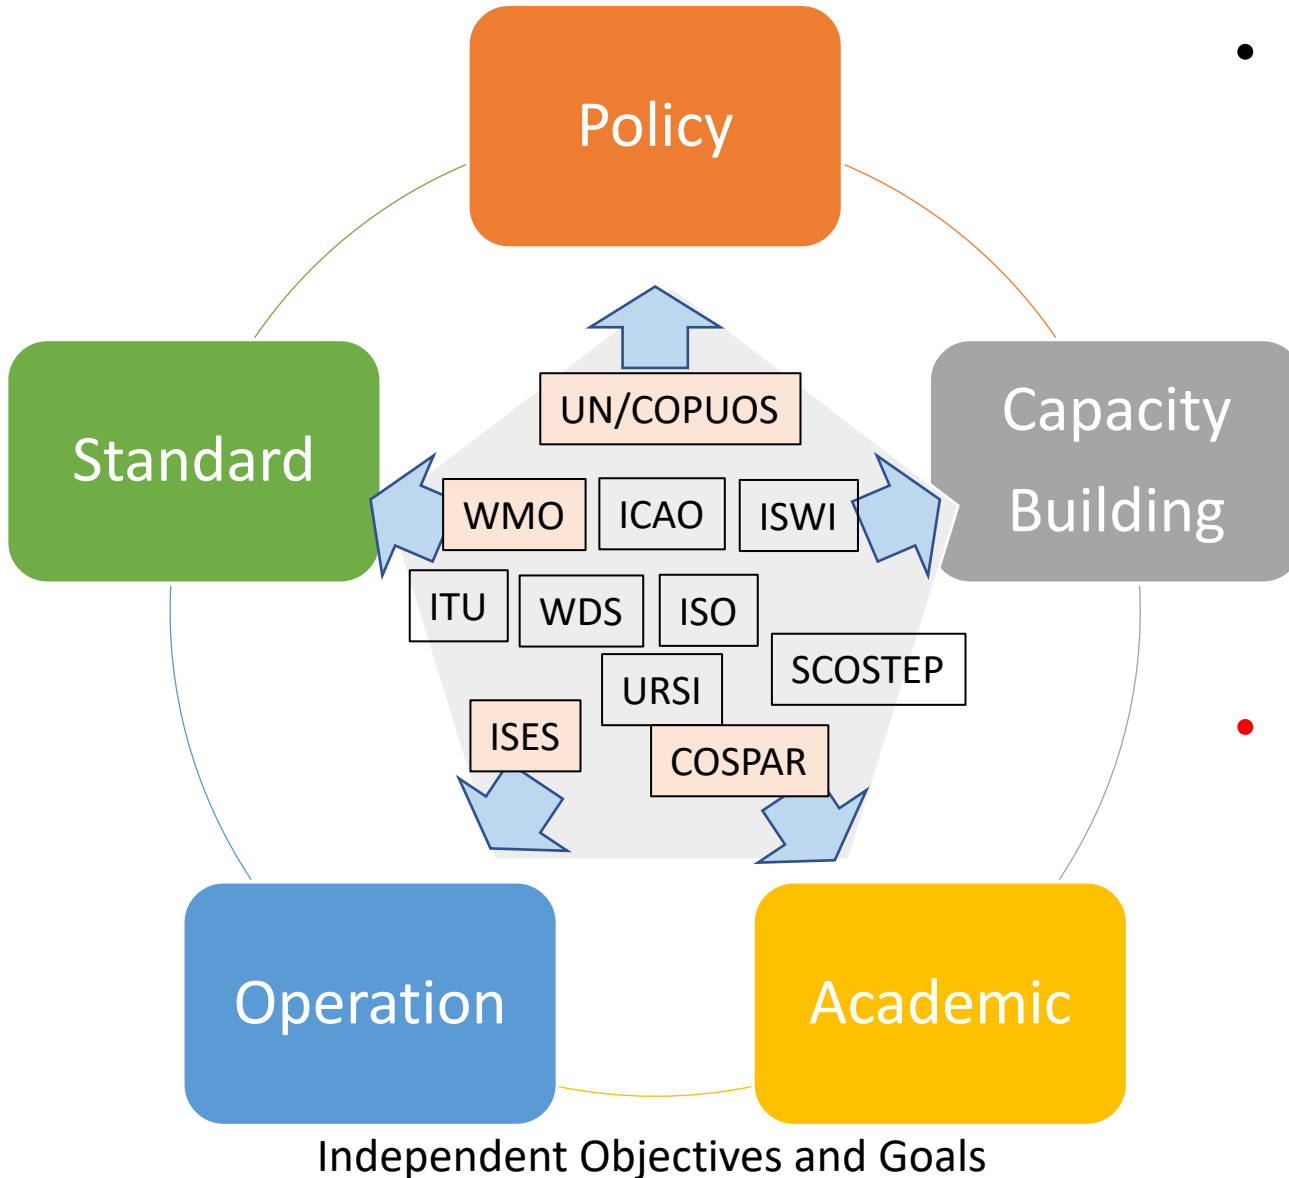 Policy
Standard
Capacity
Building
UN/COPUOS
WMO
ICAO
ISWI
ITU
WDS
ISO
SCOSTEP
URSI
ISES
COSPAR
Operation
Academic
Independent Objectives and Goals